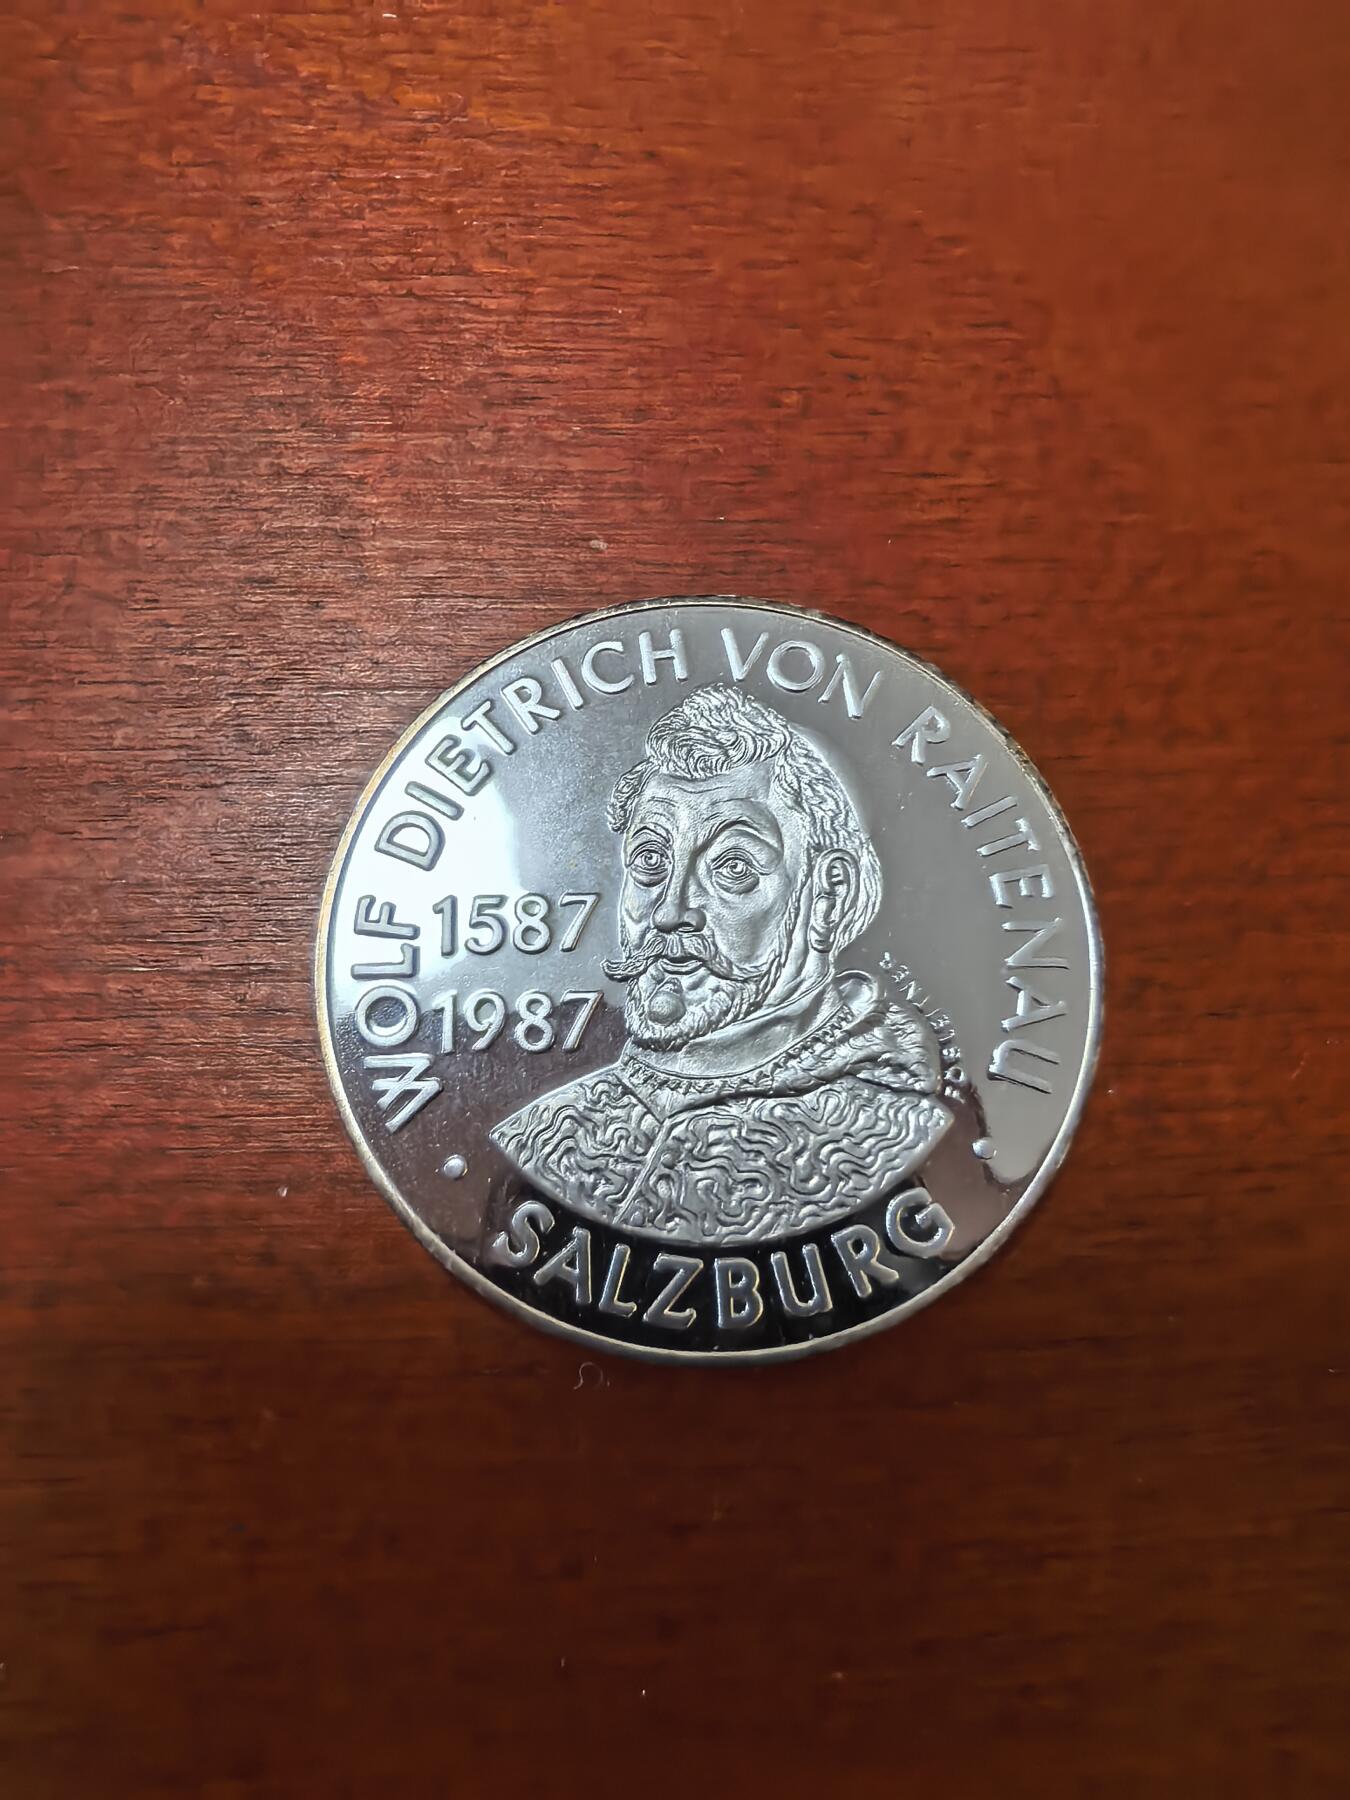 WOLF DIETRICH VON RAITENAU
1587
1987
· SALZBURG ·